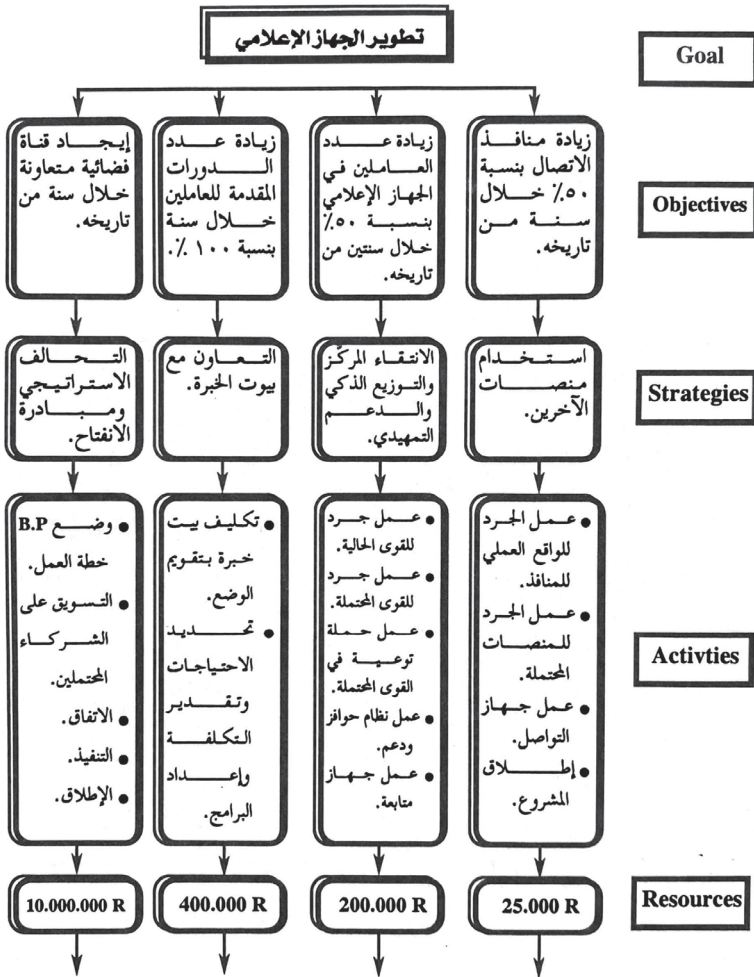 تطوير الجهاز الإعلامي
Goal
زيادة منافذ
الاتصال بنسبة
٥٠٪ خلال
سنة من
تاريخه.
زيادة عدد
العاملين في
الجهاز الإعلامي
بنسبة ٥٠٪
خلال سنتين من
تاريخه.
زيادة عدد
الدورات
المقدمة للعاملين
خلال سنة
بنسبة ١٠٠٪.
إيجاد قناة
فضائية متعاونة
خلال سنة من
تاريخه.
Objectives
استخدام
منصات
الآخرين.
الانتقاء المركّز
والتوزيع الذكي
والدعم
التمهيدي.
التعاون مع
بيوت الخبرة.
التحالف
الاستراتيجي
ومبادرة
الانفتاح.
Strategies
● عمل الجرد
للواقع العملي
للمنافذ.
● عمل الجرد
للمنصات
المحتملة.
● عمل جهاز
التواصل.
● إطلاق
المشروع.
● عمل جرد
للقوى الحالية.
● عمل جرد
للقوى المحتملة.
● عمل حملة
توعية في
القوى المحتملة.
● عمل نظام حوافز
ودعم.
● عمل جهاز
متابعة.
● تكليف بيت
خبرة بتقويم
الوضع.
● تحديد
الاحتياجات
وتقدير
التكلفة
وإعداد
البرامج.
● وضع B.P
خطة العمل.
● التسويق على
الشركاء
المحتملين.
● الاتفاق.
● التنفيذ.
● الإطلاق.
Activties
25.000 R
200.000 R
400.000 R
10.000.000 R
Resources